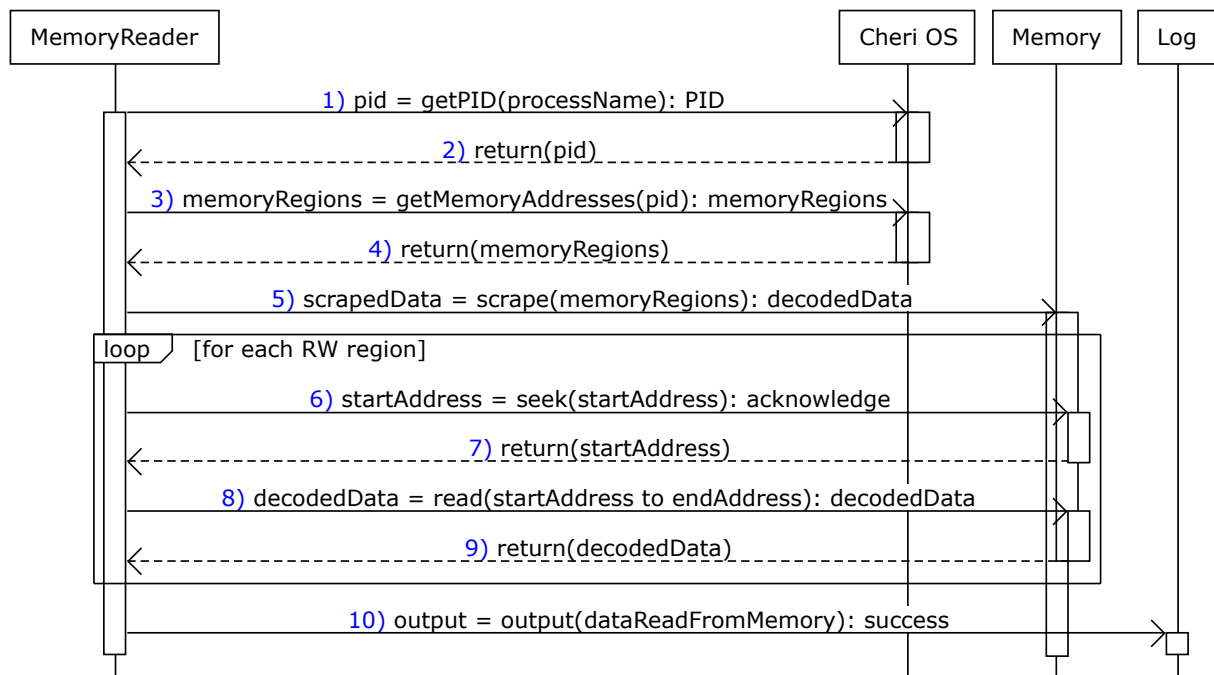 MemoryReader
Cheri OS
Memory
Log
1) pid = getPID(processName): PID
2) return(pid)
3) memoryRegions = getMemoryAddresses(pid): memoryRegions
4) return(memoryRegions)
5) scrapedData = scrape(memoryRegions): decodedData
loop [for each RW region]
6) startAddress = seek(startAddress): acknowledge
7) return(startAddress)
8) decodedData = read(startAddress to endAddress): decodedData
9) return(decodedData)
10) output = output(dataReadFromMemory): success